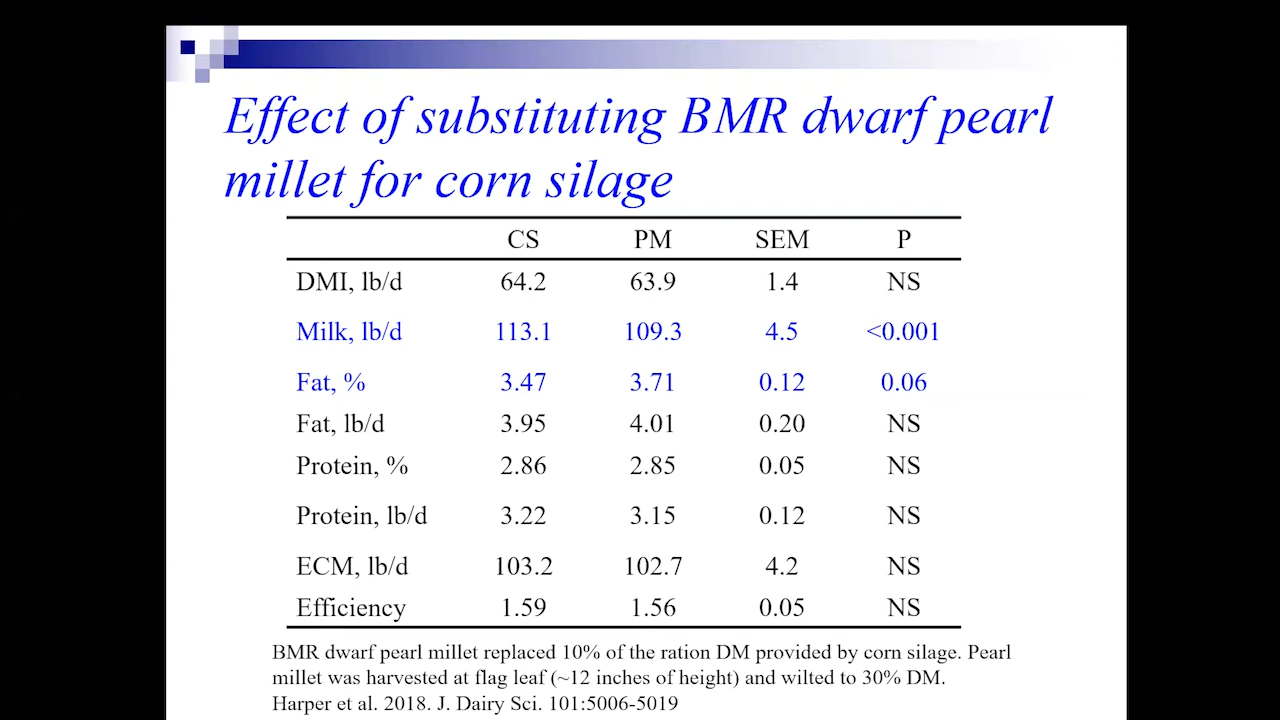 Effect of substituting BMR dwarf pearl
millet for corn silage
CS PM SEM P
DMI, lb/d 64.2 63.9 1.4 NS
Milk, lb/d 113.1 109.3 4.5 <0.001
Fat, % 3.47 3.71 0.12 0.06
Fat, lb/d 3.95 4.01 0.20 NS
Protein, % 2.86 2.85 0.05 NS
Protein, lb/d 3.22 3.15 0.12 NS
ECM, lb/d 103.2 102.7 4.2 NS
Efficiency 1.59 1.56 0.05 NS
BMR dwarf pearl millet replaced 10% of the ration DM provided by corn silage. Pearl
millet was harvested at flag leaf (~12 inches of height) and wilted to 30% DM.
Harper et al. 2018. J. Dairy Sci. 101:5006-5019